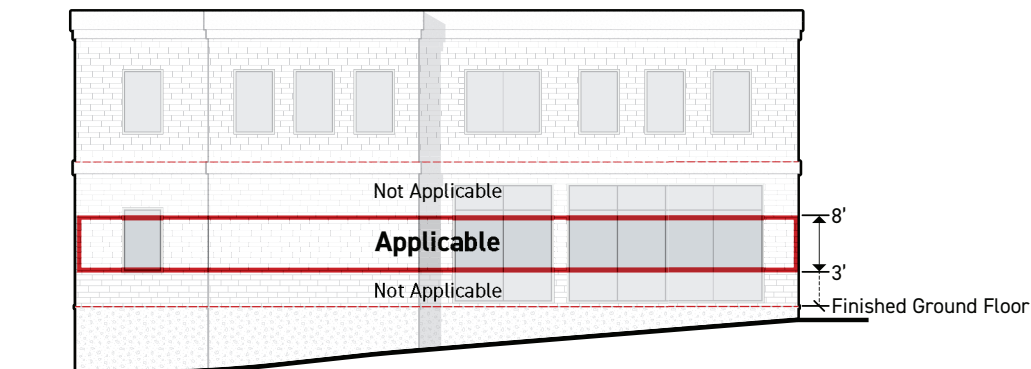 Not Applicable
8'
Applicable
3'
Not Applicable
Finished Ground Floor